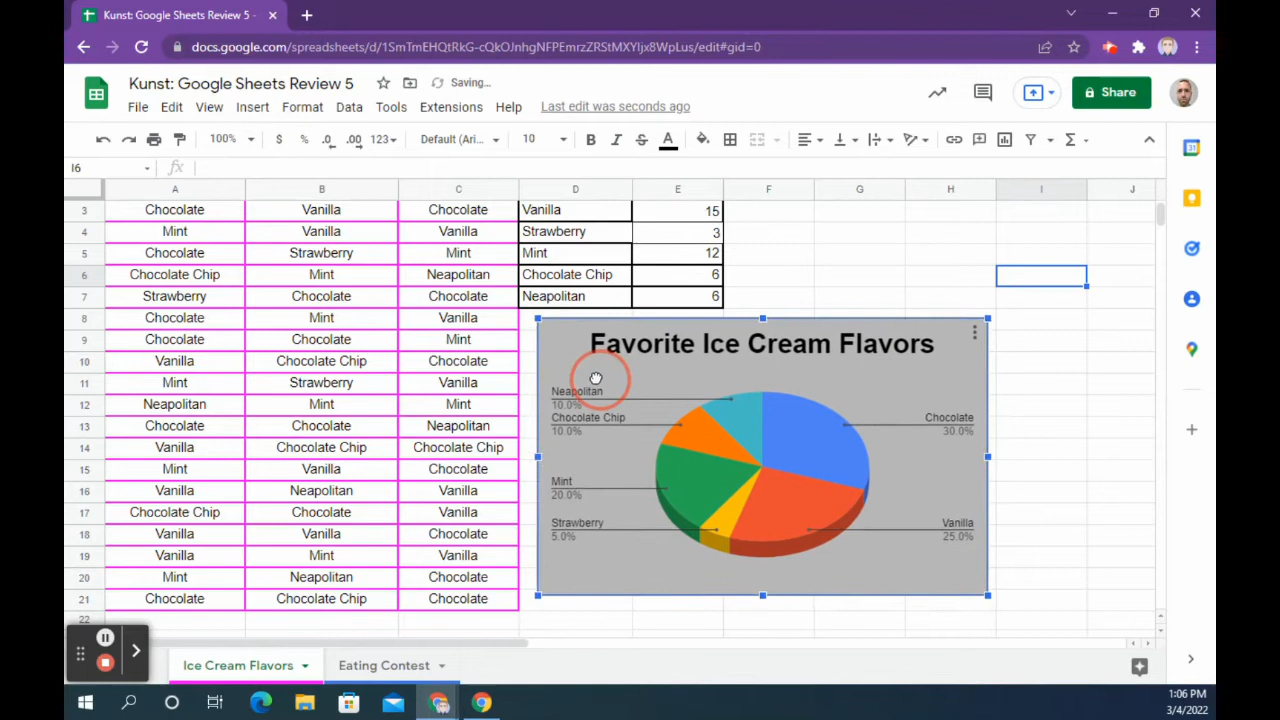 Kunst: Google Sheets Review 5 -
docs.google.com/spreadsheets/d/1SmTmEHQtRkG-cQkOJnhgNFPEmrzZRStMXYljx8WpLus/edit#gid=0
Kunst: Google Sheets Review 5
Saving...
File Edit View Insert Format Data Tools Extensions Help Last edit was seconds ago
Share
100% $ % .0 .00 123 Default (Ari... 10 B I S A Σ
I6 fx
A B C D E F G H I J
3 Chocolate Vanilla Chocolate Vanilla 15
4 Mint Vanilla Vanilla Strawberry 3
5 Chocolate Strawberry Mint Mint 12
6 Chocolate Chip Mint Neapolitan Chocolate Chip 6
7 Strawberry Chocolate Chocolate Neapolitan 6
8 Chocolate Mint Vanilla
9 Chocolate Chocolate Mint
10 Vanilla Chocolate Chip Chocolate
11 Mint Strawberry Vanilla
12 Neapolitan Mint Mint
13 Chocolate Chocolate Neapolitan
14 Vanilla Chocolate Chip Chocolate Chip
15 Mint Vanilla Chocolate
16 Vanilla Neapolitan Vanilla
17 Chocolate Chip Chocolate Vanilla
18 Vanilla Vanilla Chocolate
19 Vanilla Mint Vanilla
20 Mint Neapolitan Chocolate
21 Chocolate Chocolate Chip Chocolate
22
Favorite Ice Cream Flavors
Neapolitan
10.0%
Chocolate Chip
10.0%
Chocolate
30.0%
Mint
20.0%
Strawberry
5.0%
Vanilla
25.0%
Ice Cream Flavors Eating Contest
1:06 PM
3/4/2022